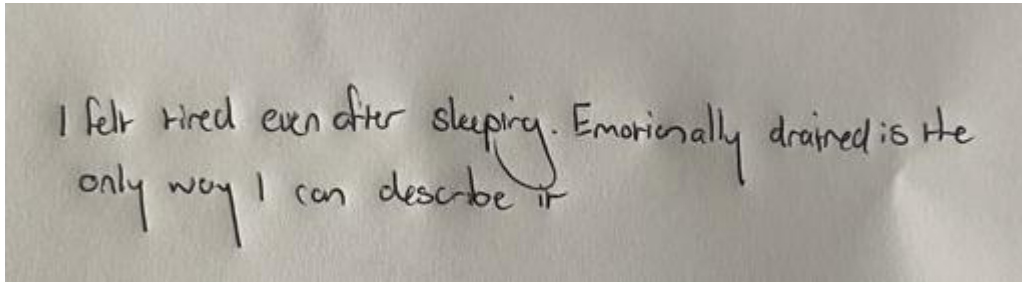 I felt tired even after sleeping. Emotionally drained is the
only way I can describe it